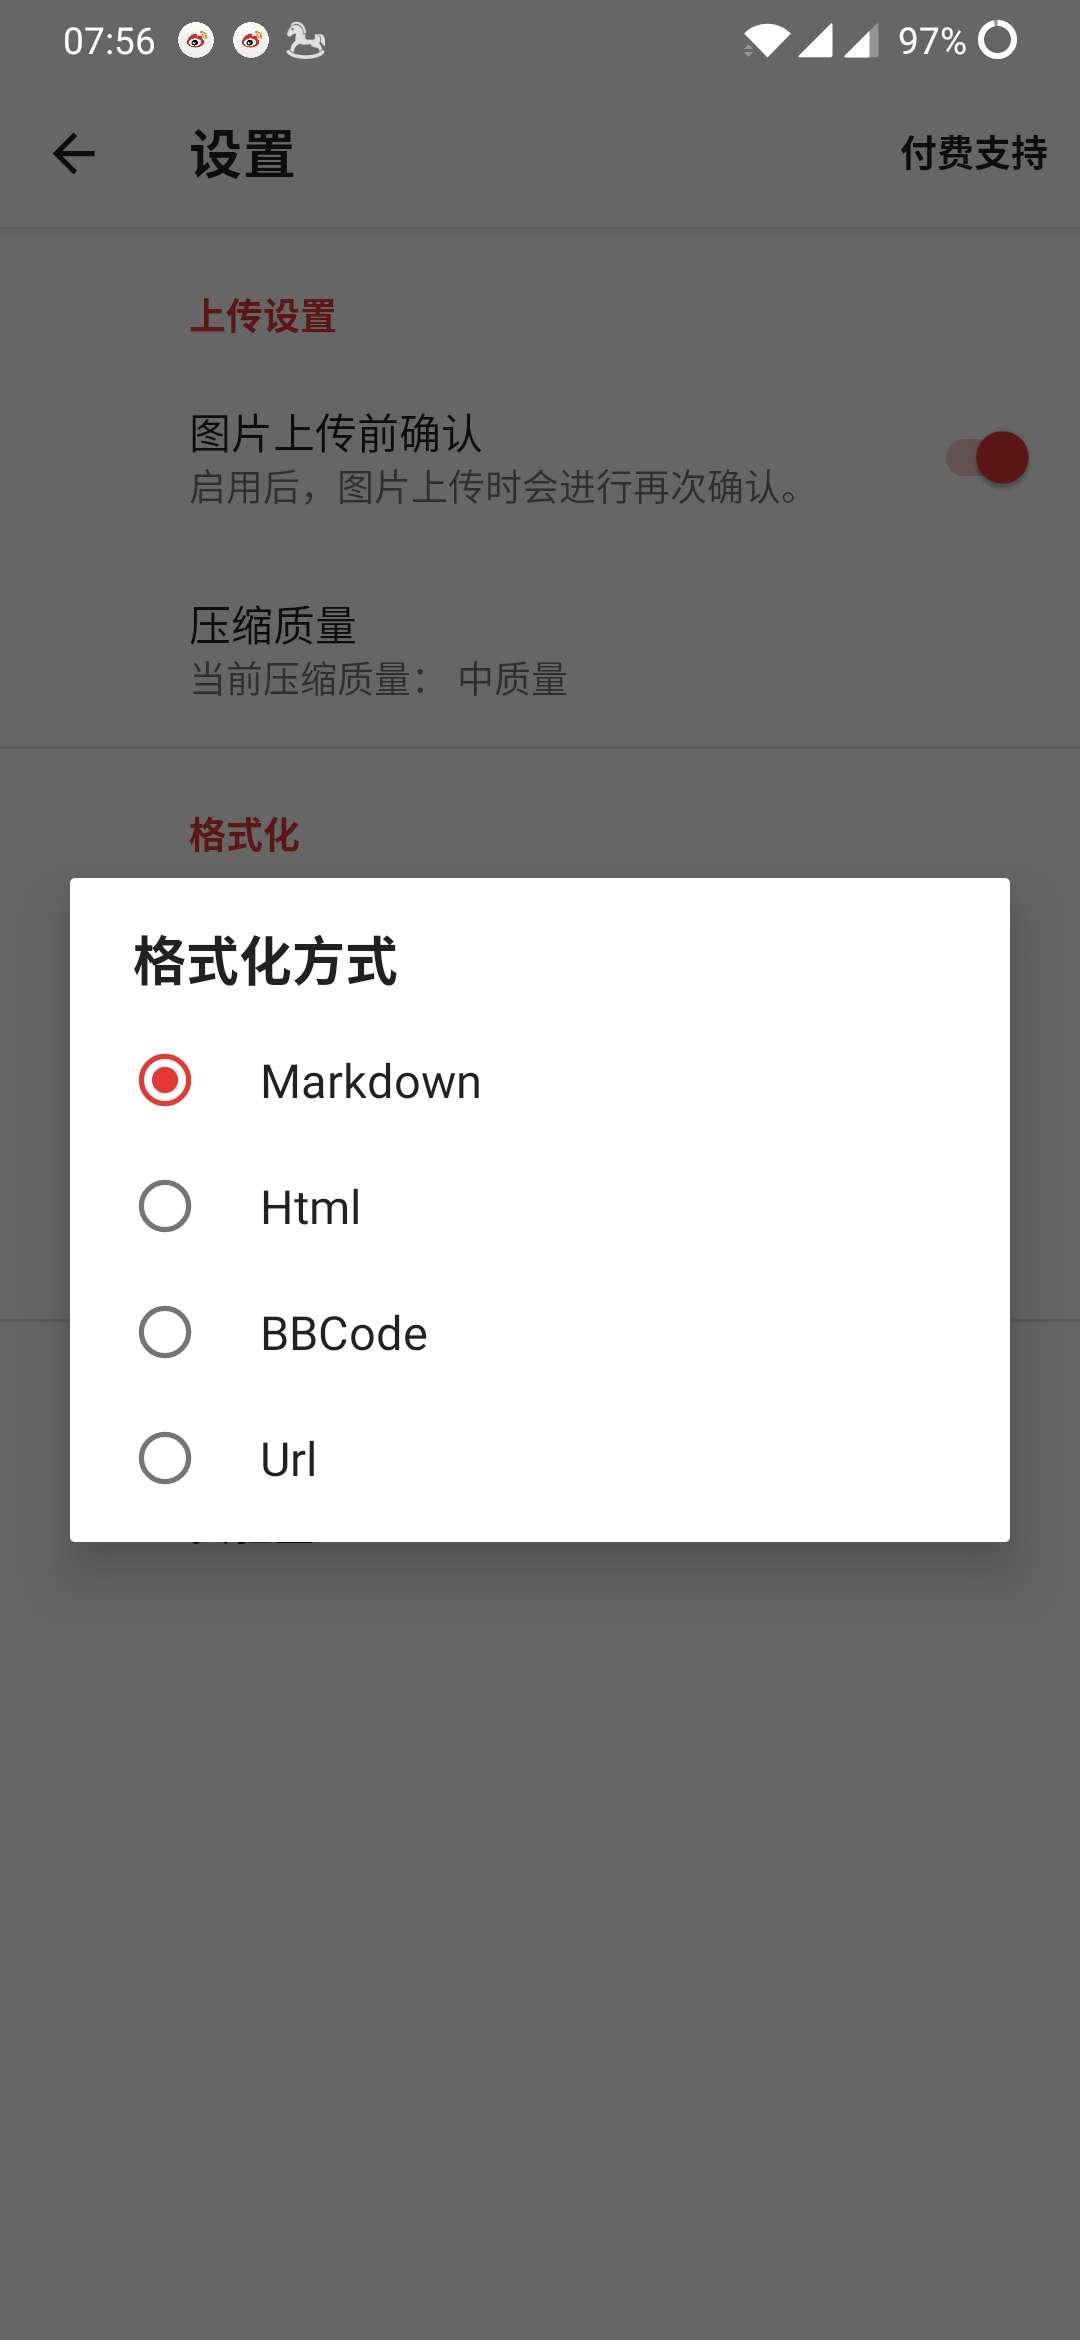 07:56
97%
设置
付费支持
上传设置
图片上传前确认
启用后，图片上传时会进行再次确认。
压缩质量
当前压缩质量： 中质量
格式化
格式化方式
Markdown
Html
BBCode
Url